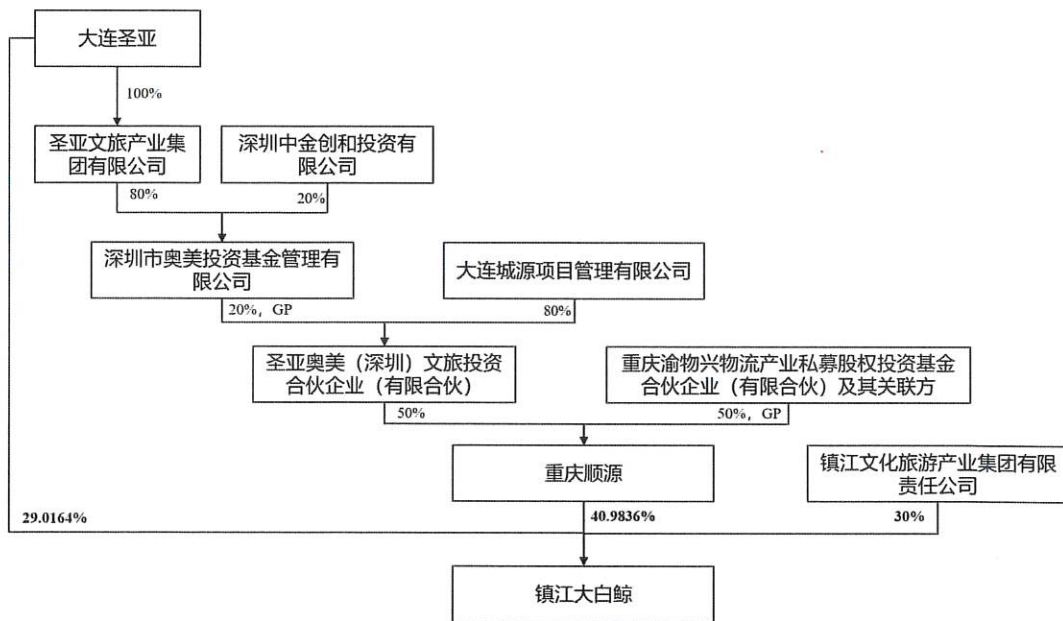 大连圣亚
100%
圣亚文旅产业集
团有限公司
深圳中金创和投资有
限公司
80%
20%
深圳市奥美投资基金管理有
限公司
大连城源项目管理有限公司
20%，GP
80%
圣亚奥美（深圳）文旅投资
合伙企业（有限合伙）
重庆渝物兴物流产业私募股权投资基金
合伙企业（有限合伙）及其关联方
50%
50%，GP
重庆顺源
镇江文化旅游产业集团有限
责任公司
29.0164%
40.9836%
30%
镇江大白鲸